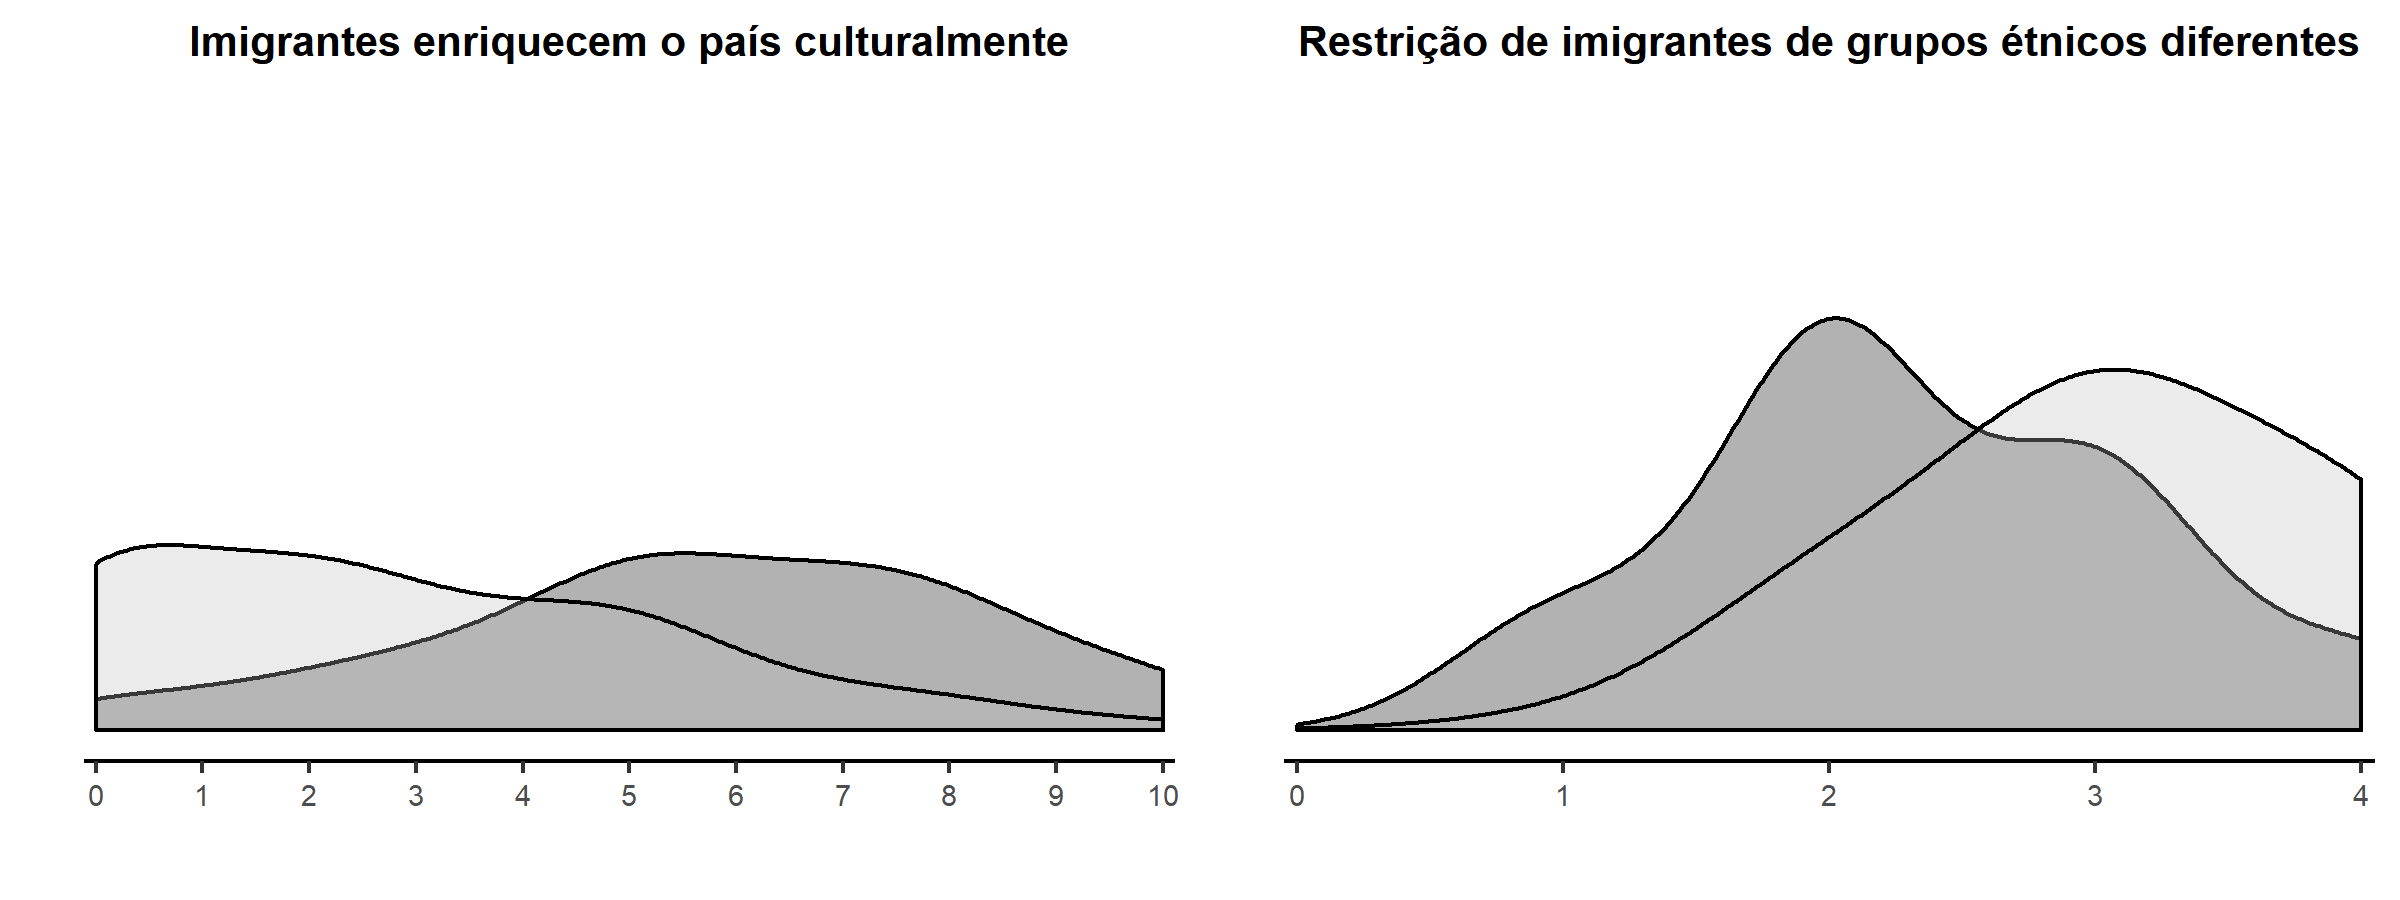 Imigrantes enriquecem o país culturalmente
Restrição de imigrantes de grupos étnicos diferentes
0 1 2 3 4 5 6 7 8 9 10
0 1 2 3 4